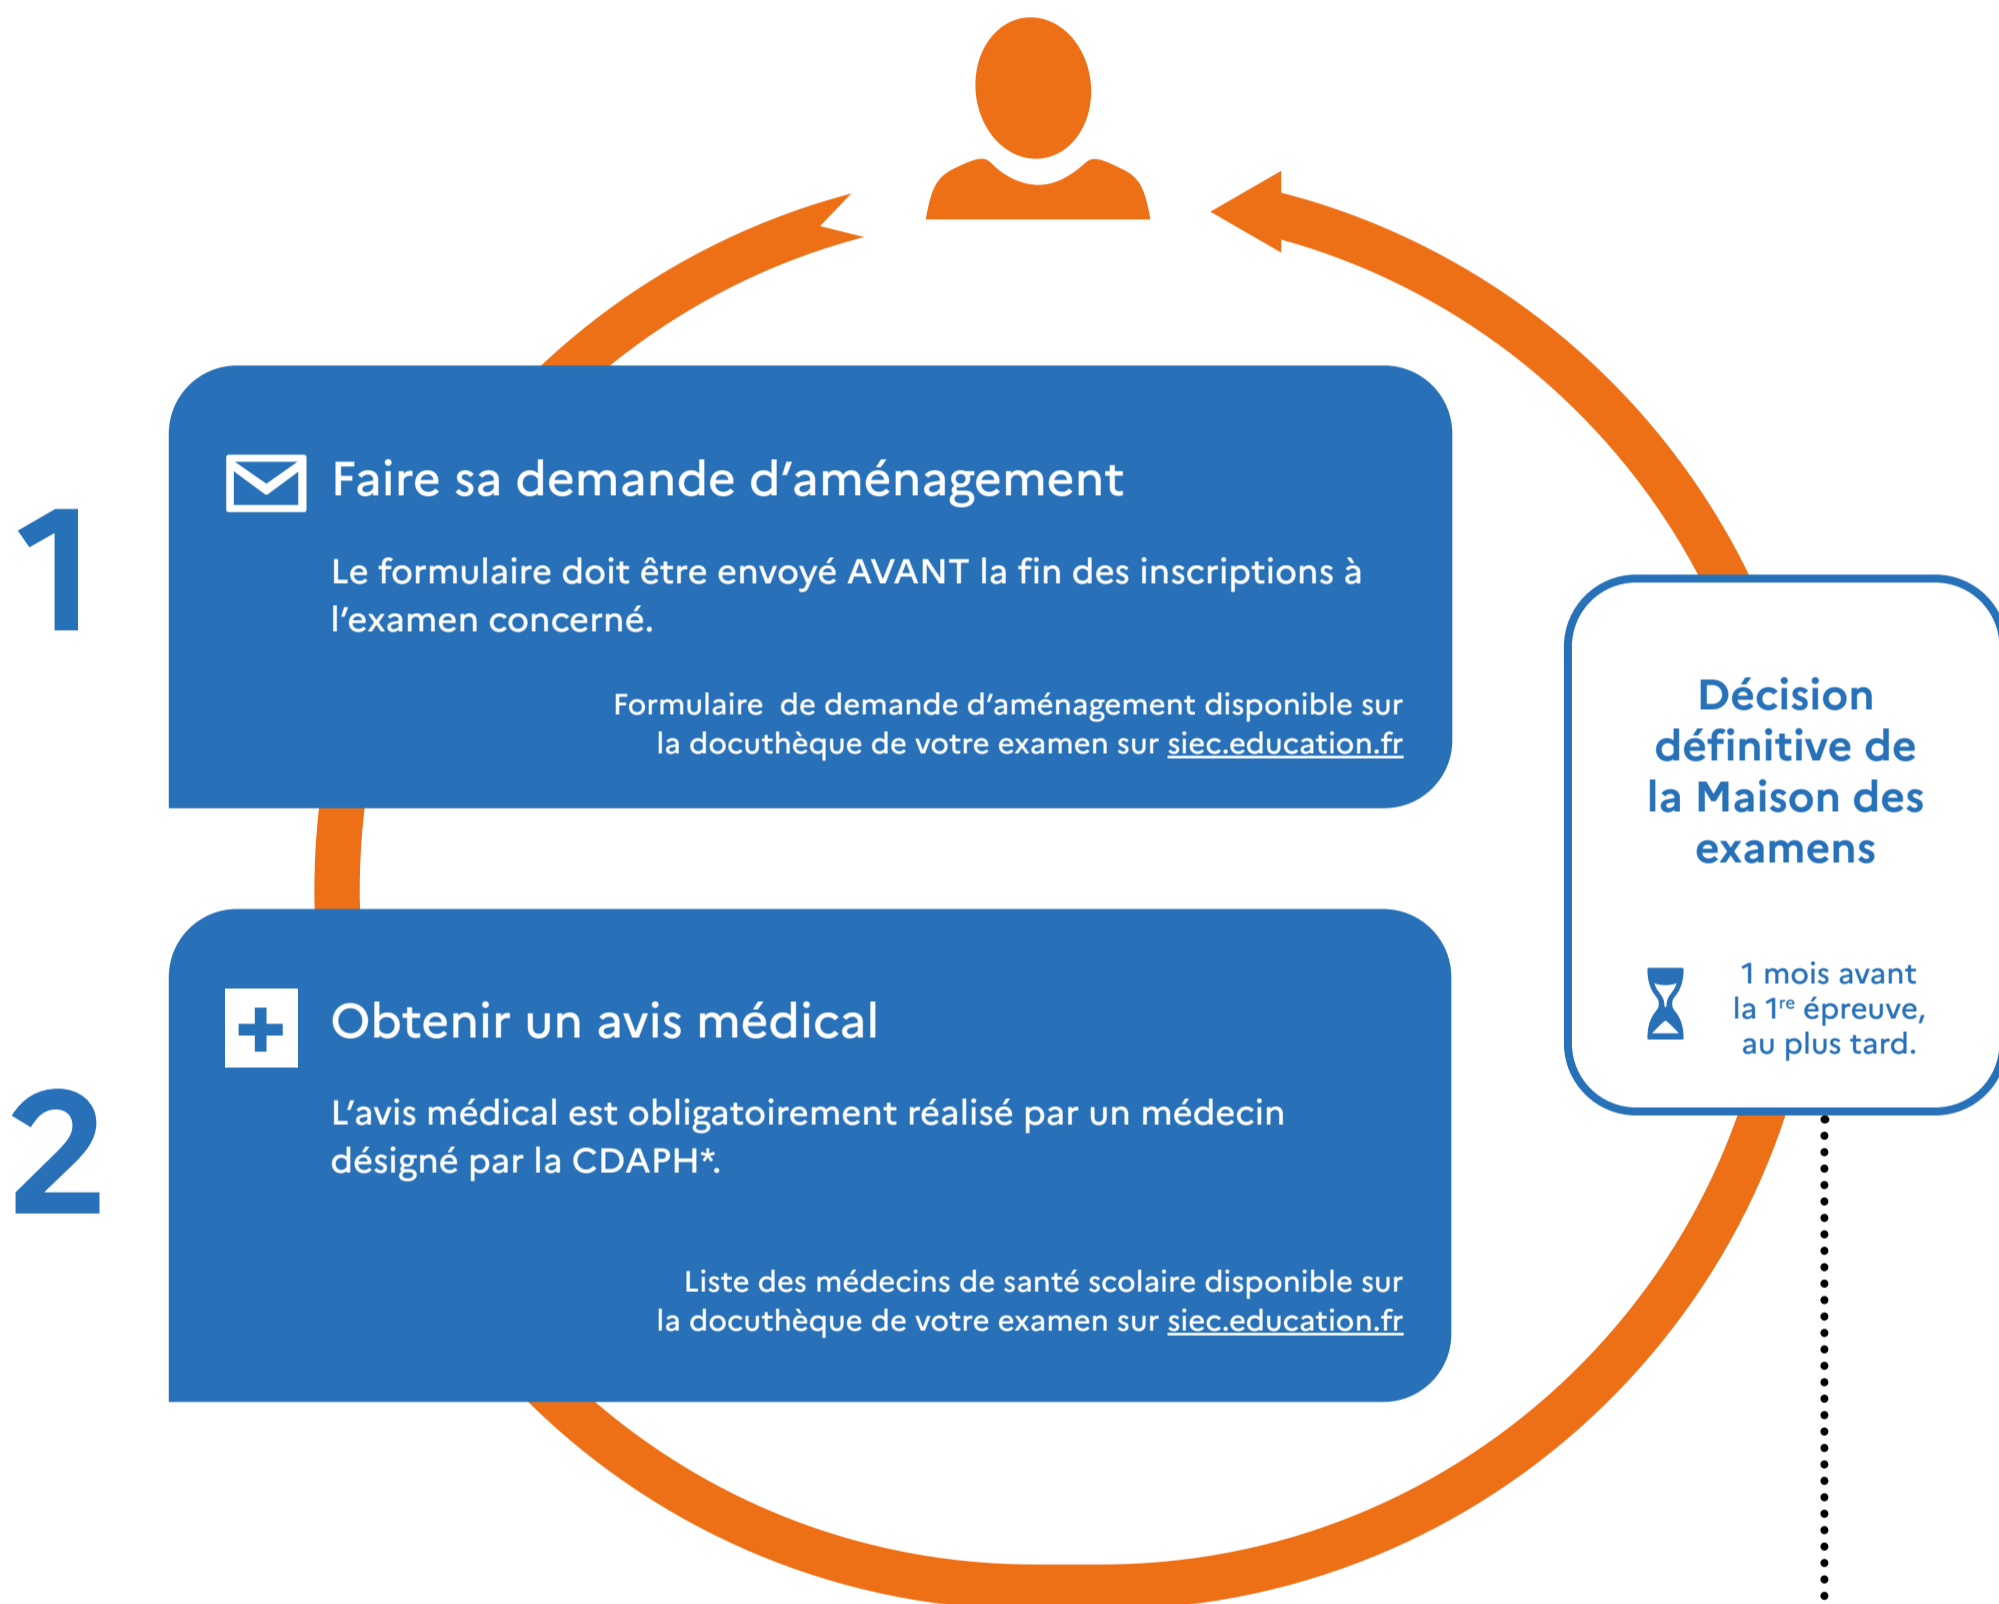 1
Faire sa demande d'aménagement
Le formulaire doit être envoyé AVANT la fin des inscriptions à
l'examen concerné.
Formulaire de demande d'aménagement disponible sur
la docuthèque de votre examen sur siec.education.fr
2
Obtenir un avis médical
L'avis médical est obligatoirement réalisé par un médecin
désigné par la CDAPH*.
Liste des médecins de santé scolaire disponible sur
la docuthèque de votre examen sur siec.education.fr
Décision
définitive de
la Maison des
examens
1 mois avant
la 1re épreuve,
au plus tard.